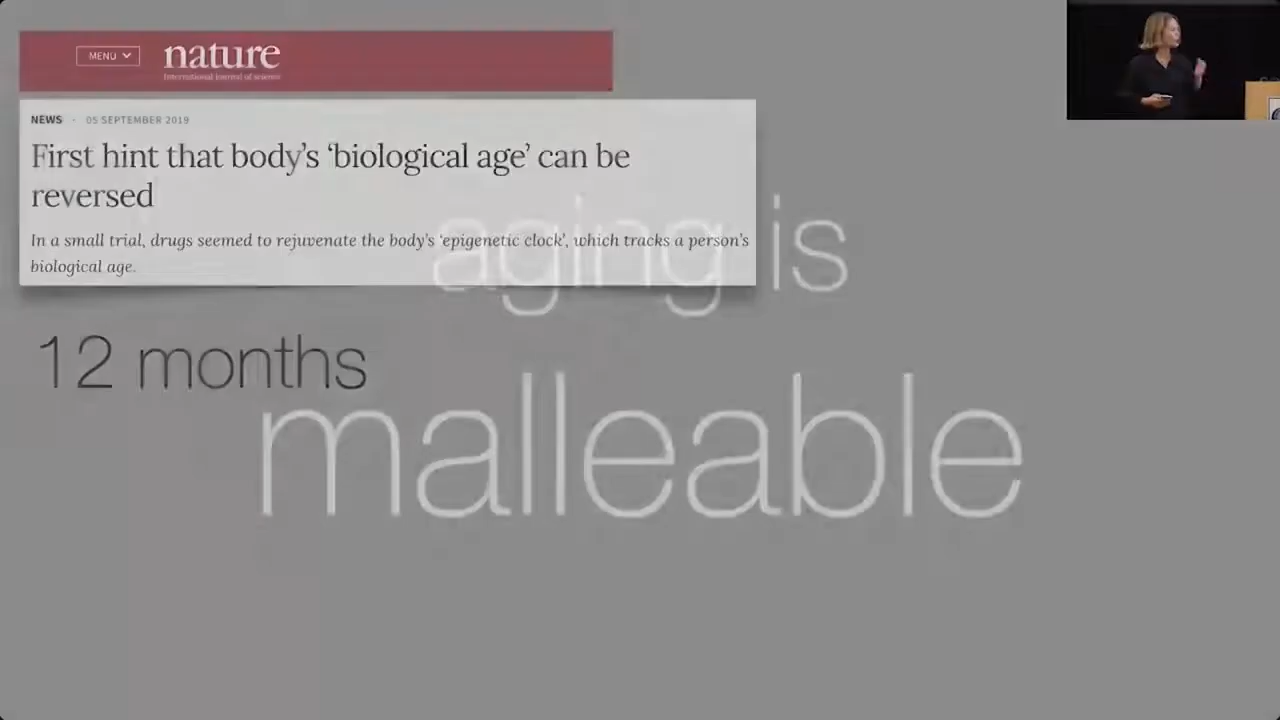 MENU
nature
International journal of science
NEWS · 05 SEPTEMBER 2019
First hint that body’s ‘biological age’ can be
reversed
In a small trial, drugs seemed to rejuvenate the body’s ‘epigenetic clock’, which tracks a person’s
biological age.
aging is
12 months
malleable